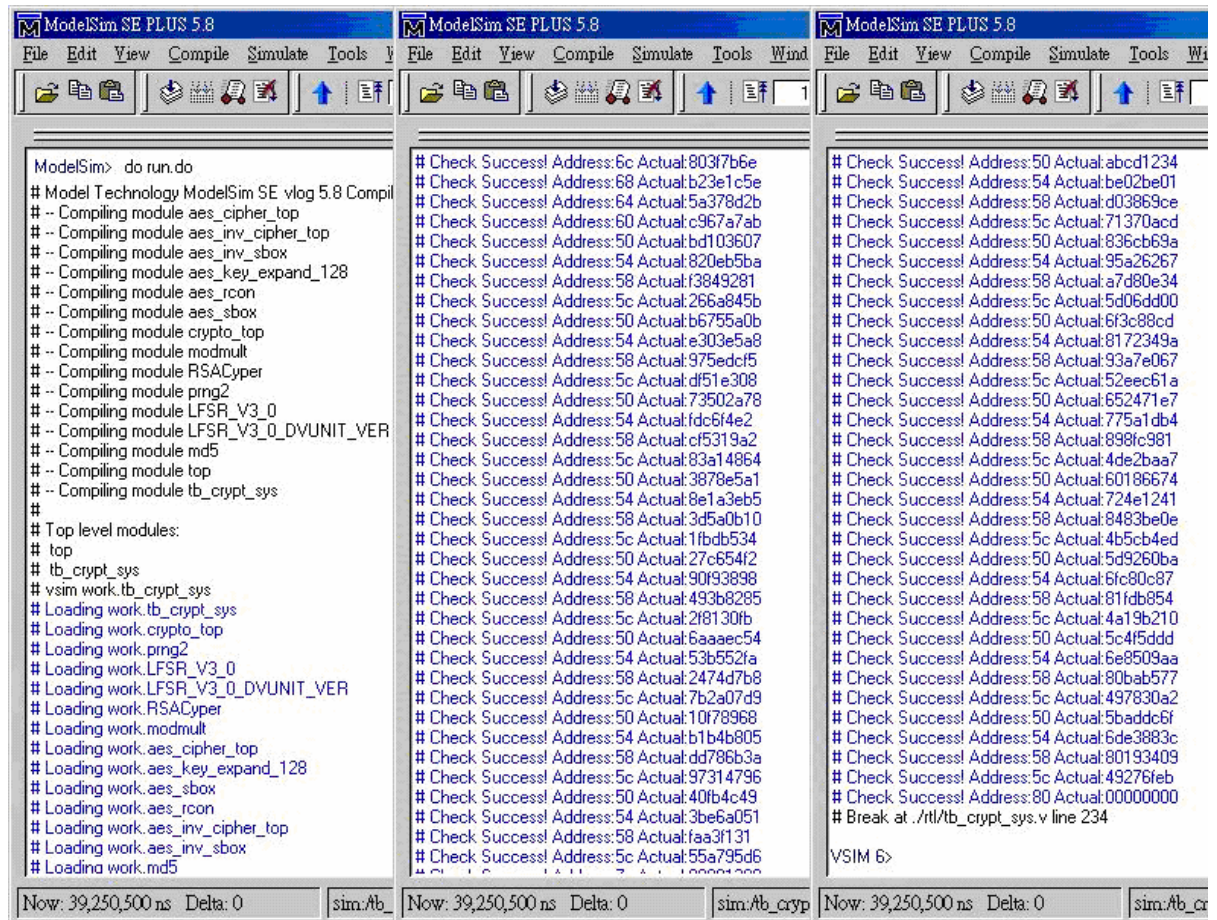 ModelSim SE PLUS 5.8
File Edit View Compile Simulate Tools
ModelSim> do run.do
# Model Technology ModelSim SE vlog 5.8 Compil
# -- Compiling module aes_cipher_top
# -- Compiling module aes_inv_cipher_top
# -- Compiling module aes_inv_sbox
# -- Compiling module aes_key_expand_128
# -- Compiling module aes_rcon
# -- Compiling module aes_sbox
# -- Compiling module crypto_top
# -- Compiling module modmult
# -- Compiling module RSACyper
# -- Compiling module prng2
# -- Compiling module LFSR_V3_0
# -- Compiling module LFSR_V3_0_DVUNIT_VER
# -- Compiling module md5
# -- Compiling module top
# -- Compiling module tb_crypt_sys
#
# Top level modules:
# top
# tb_crypt_sys
# vsim work.tb_crypt_sys
# Loading work.tb_crypt_sys
# Loading work.crypto_top
# Loading work.prng2
# Loading work.LFSR_V3_0
# Loading work.LFSR_V3_0_DVUNIT_VER
# Loading work.RSACyper
# Loading work.modmult
# Loading work.aes_cipher_top
# Loading work.aes_key_expand_128
# Loading work.aes_sbox
# Loading work.aes_rcon
# Loading work.aes_inv_cipher_top
# Loading work.aes_inv_sbox
# Loading work.md5
Now: 39,250,500 ns Delta: 0 sim:/tb_
ModelSim SE PLUS 5.8
File Edit View Compile Simulate Tools Wind
1
# Check Success! Address:6c Actual:803f7b6e
# Check Success! Address:68 Actual:b23e1c5e
# Check Success! Address:64 Actual:5a378d2b
# Check Success! Address:60 Actual:c967a7ab
# Check Success! Address:50 Actual:bd103607
# Check Success! Address:54 Actual:820eb5ba
# Check Success! Address:58 Actual:f3849281
# Check Success! Address:5c Actual:266a845b
# Check Success! Address:50 Actual:b6755a0b
# Check Success! Address:54 Actual:e303e5a8
# Check Success! Address:58 Actual:975edcf5
# Check Success! Address:5c Actual:df51e308
# Check Success! Address:50 Actual:73502a78
# Check Success! Address:54 Actual:fdc6f4e2
# Check Success! Address:58 Actual:cf5319a2
# Check Success! Address:5c Actual:83a14864
# Check Success! Address:50 Actual:3878e5a1
# Check Success! Address:54 Actual:8e1a3eb5
# Check Success! Address:58 Actual:3d5a0b10
# Check Success! Address:5c Actual:1fbdb534
# Check Success! Address:50 Actual:27c654f2
# Check Success! Address:54 Actual:90f93898
# Check Success! Address:58 Actual:493b8285
# Check Success! Address:5c Actual:2f8130fb
# Check Success! Address:50 Actual:6aaaec54
# Check Success! Address:54 Actual:53b552fa
# Check Success! Address:58 Actual:2474d7b8
# Check Success! Address:5c Actual:7b2a07d9
# Check Success! Address:50 Actual:10f78968
# Check Success! Address:54 Actual:b1b4b805
# Check Success! Address:58 Actual:dd786b3a
# Check Success! Address:5c Actual:97314796
# Check Success! Address:50 Actual:40fb4c49
# Check Success! Address:54 Actual:3be6a051
# Check Success! Address:58 Actual:faa3f131
# Check Success! Address:5c Actual:55a795d6
Now: 39,250,500 ns Delta: 0 sim:/tb_cryp
ModelSim SE PLUS 5.8
File Edit View Compile Simulate Tools Wi
# Check Success! Address:50 Actual:abcd1234
# Check Success! Address:54 Actual:be02be01
# Check Success! Address:58 Actual:d03869ce
# Check Success! Address:5c Actual:71370acd
# Check Success! Address:50 Actual:836cb69a
# Check Success! Address:54 Actual:95a26267
# Check Success! Address:58 Actual:a7d80e34
# Check Success! Address:5c Actual:5d06dd00
# Check Success! Address:50 Actual:6f3c88cd
# Check Success! Address:54 Actual:8172349a
# Check Success! Address:58 Actual:93a7e067
# Check Success! Address:5c Actual:52eec61a
# Check Success! Address:50 Actual:652471e7
# Check Success! Address:54 Actual:775a1db4
# Check Success! Address:58 Actual:898fc981
# Check Success! Address:5c Actual:4de2baa7
# Check Success! Address:50 Actual:60186674
# Check Success! Address:54 Actual:724e1241
# Check Success! Address:58 Actual:8483be0e
# Check Success! Address:5c Actual:4b5cb4ed
# Check Success! Address:50 Actual:5d9260ba
# Check Success! Address:54 Actual:6fc80c87
# Check Success! Address:58 Actual:81fdb854
# Check Success! Address:5c Actual:4a19b210
# Check Success! Address:50 Actual:5c4f5ddd
# Check Success! Address:54 Actual:6e8509aa
# Check Success! Address:58 Actual:80bab577
# Check Success! Address:5c Actual:497830a2
# Check Success! Address:50 Actual:5baddc6f
# Check Success! Address:54 Actual:6de3883c
# Check Success! Address:58 Actual:80193409
# Check Success! Address:5c Actual:49276feb
# Check Success! Address:80 Actual:00000000
# Break at ./rtl/tb_crypt_sys.v line 234
VSIM 6>
Now: 39,250,500 ns Delta: 0 sim:/tb_cr